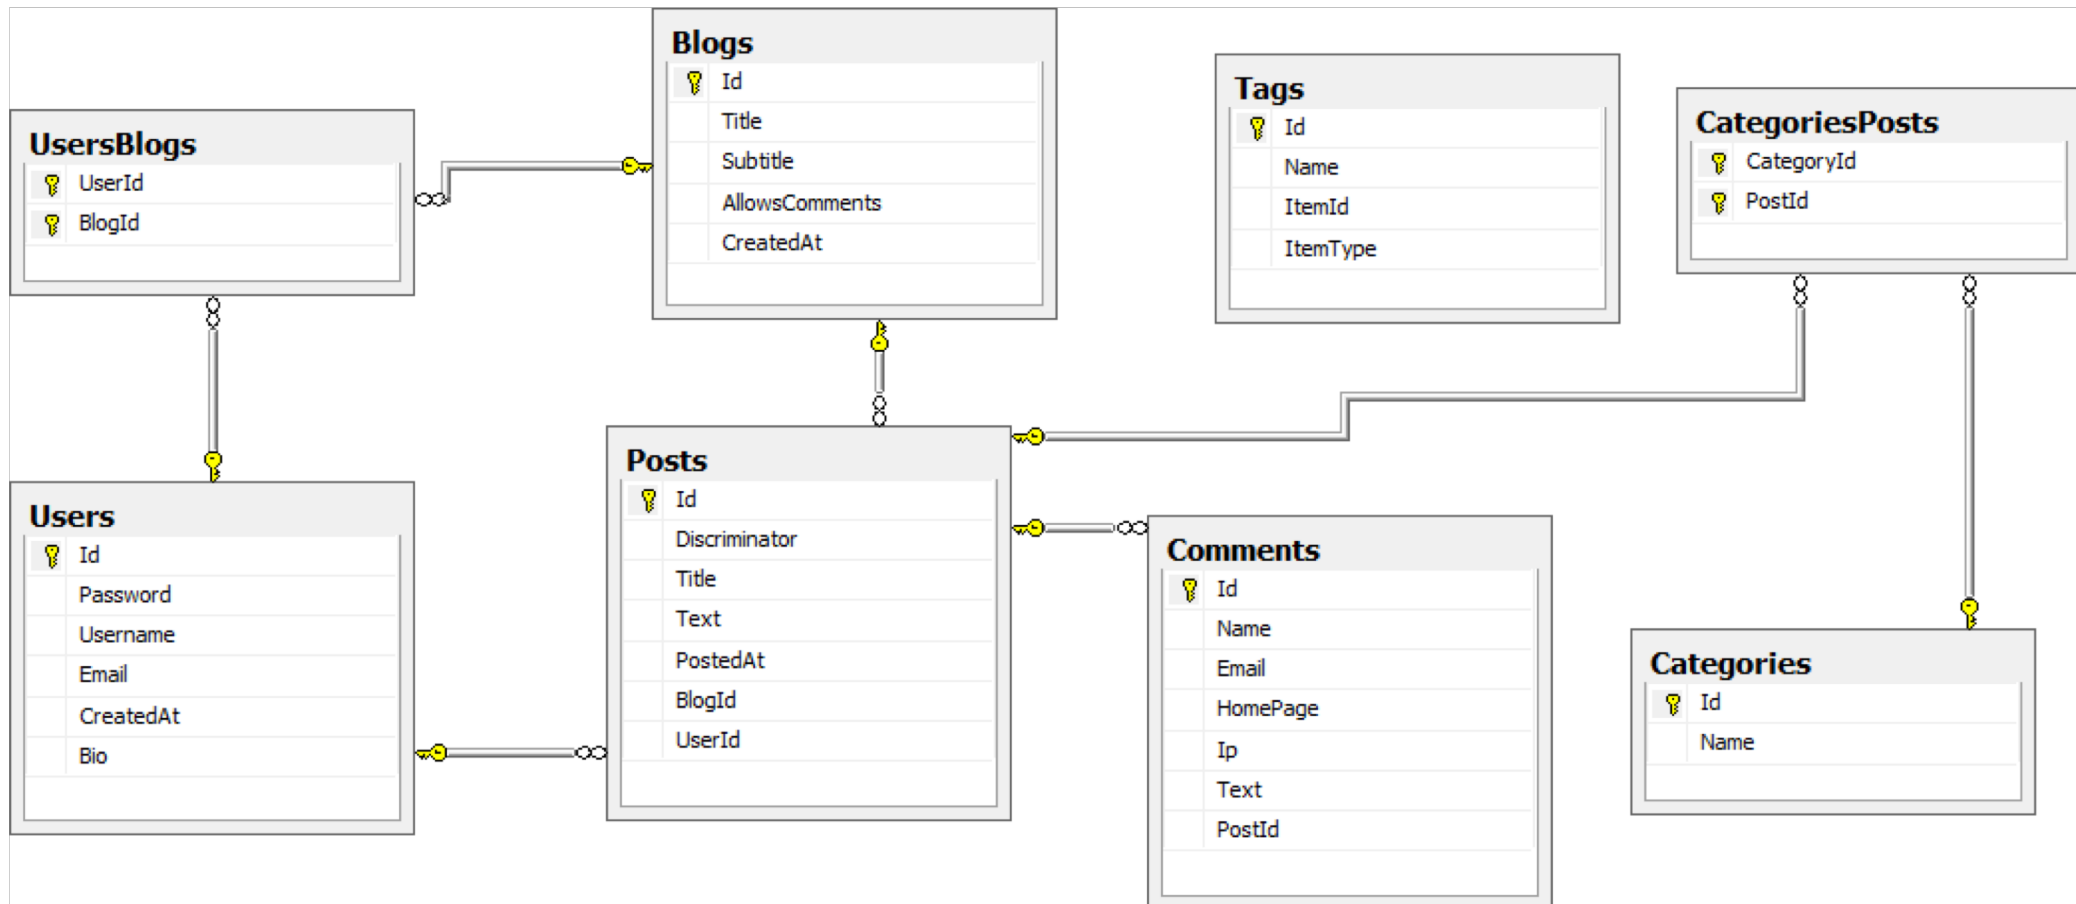 Blogs
Id
Title
Subtitle
AllowsComments
CreatedAt
Tags
Id
Name
ItemId
ItemType
CategoriesPosts
CategoryId
PostId
UsersBlogs
UserId
BlogId
Users
Id
Password
Username
Email
CreatedAt
Bio
Posts
Id
Discriminator
Title
Text
PostedAt
BlogId
UserId
Comments
Id
Name
Email
HomePage
Ip
Text
PostId
Categories
Id
Name